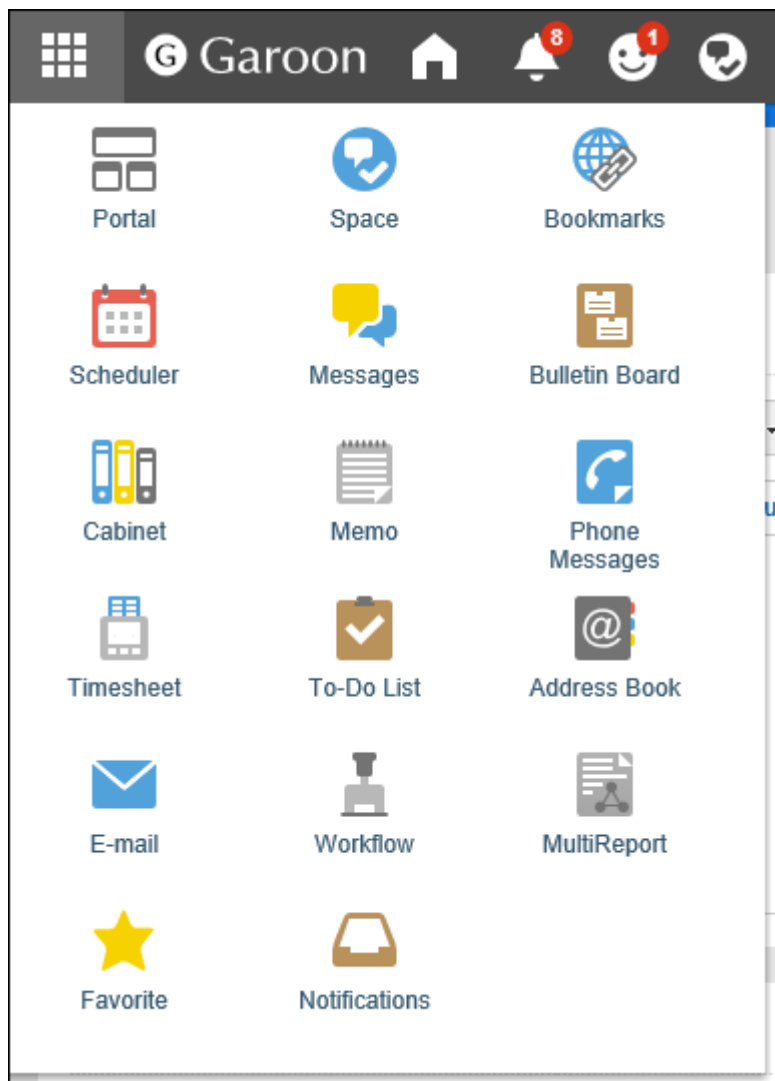 G Garoon 8 1
Portal Space Bookmarks
Scheduler Messages Bulletin Board
Cabinet Memo Phone
Messages
Timesheet To-Do List Address Book
E-mail Workflow MultiReport
Favorite Notifications